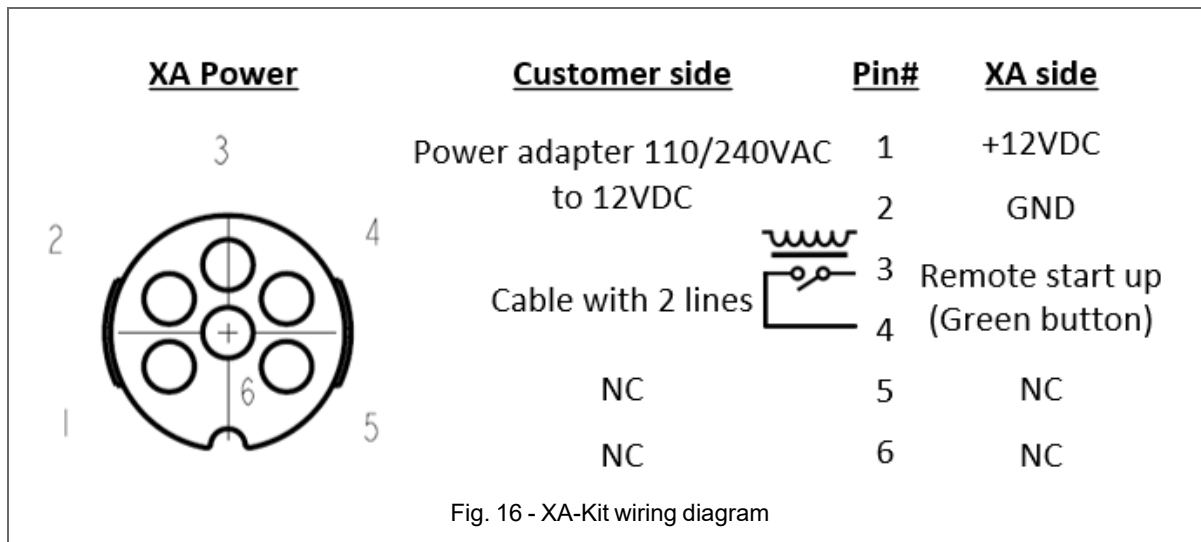 XA Power Customer side Pin# XA side
3
2 4
1 5
6
Power adapter 110/240VAC
to 12VDC
1 +12VDC
2 GND
Cable with 2 lines
3
4
Remote start up
(Green button)
NC 5 NC
NC 6 NC
Fig. 16 - XA-Kit wiring diagram